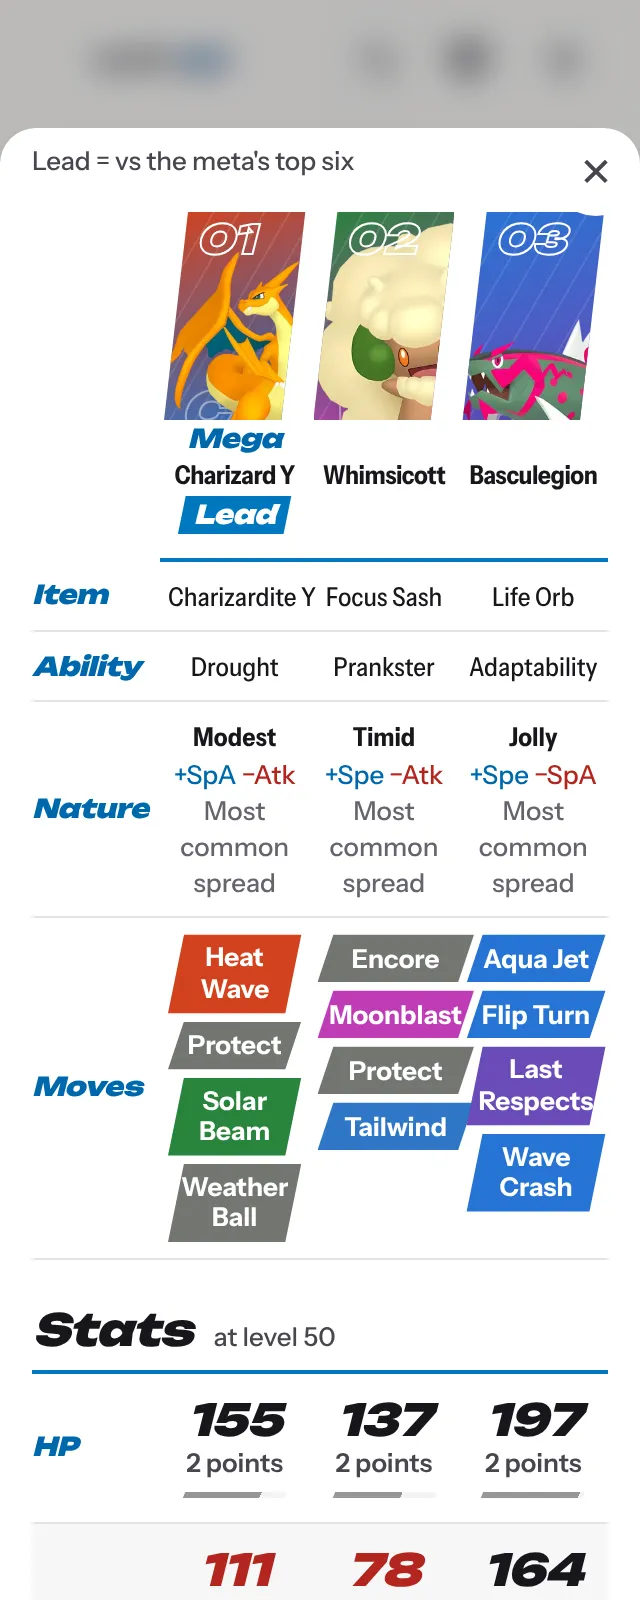 Lead = vs the meta's top six
01 02 03
Mega
Charizard Y Whimsicott Basculegion
Lead
Item Charizardite Y Focus Sash Life Orb
Ability Drought Prankster Adaptability
Modest Timid Jolly
+SpA −Atk +Spe −Atk +Spe −SpA
Nature Most Most Most
common common common
spread spread spread
Heat Encore Aqua Jet
Wave Moonblast Flip Turn
Protect Protect Last
Moves Solar Tailwind Respects
Beam Wave
Weather Crash
Ball
Stats at level 50
HP 155 137 197
2 points 2 points 2 points
111 78 164